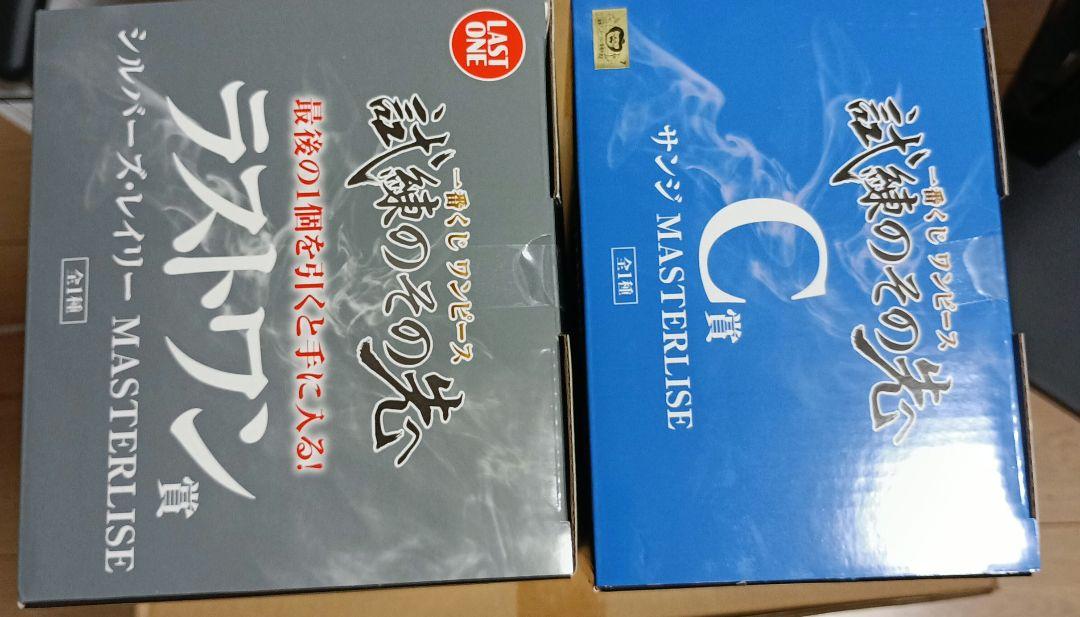 LAST
ONE
一番くじ ワンピース
試練のその先へ
最後の1個を引くと手に入る!
ラストワン賞
シルバーズ・レイリー MASTERLISE
全1種
一番くじ ワンピース
試練のその先へ
C賞
サンジ MASTERLISE
全1種